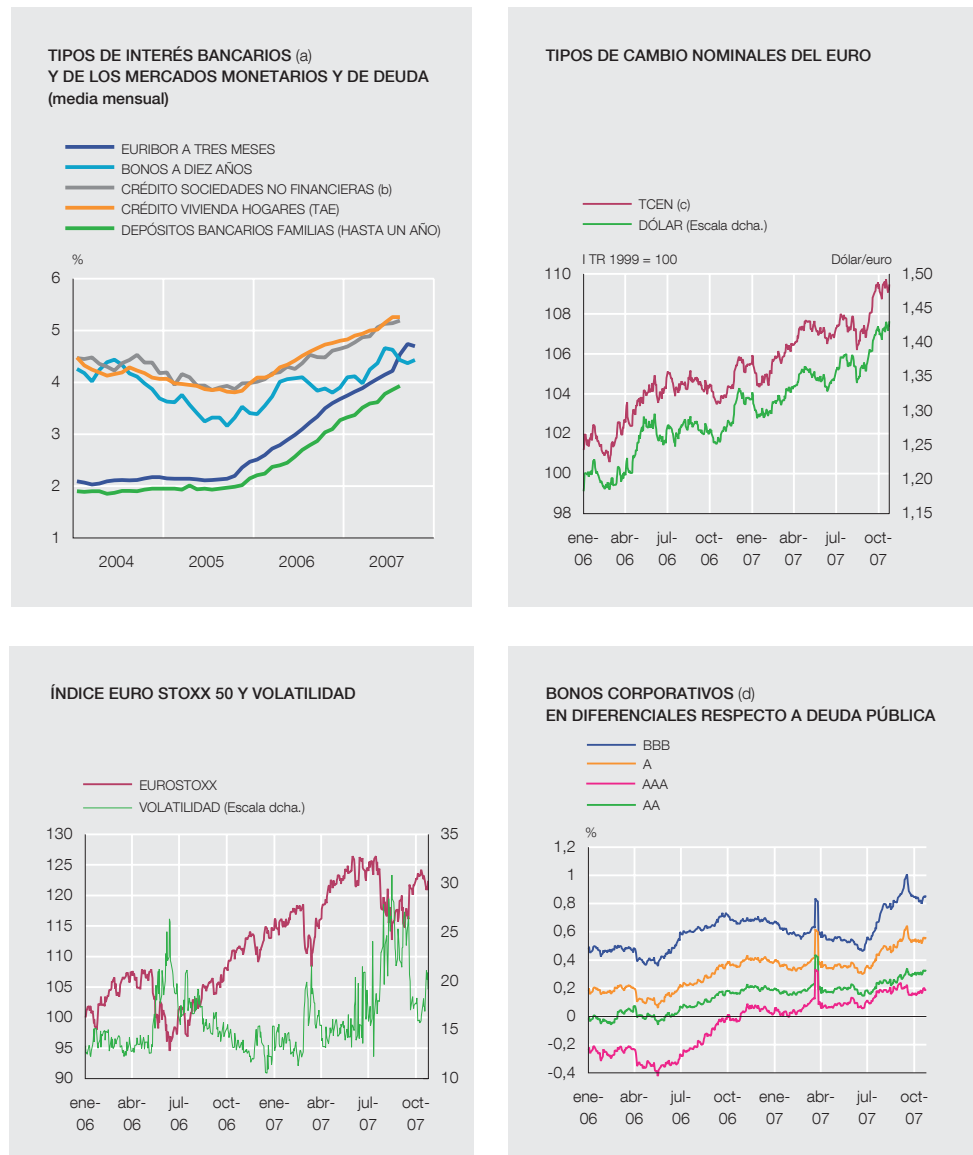 TIPOS DE INTERÉS BANCARIOS (a)
Y DE LOS MERCADOS MONETARIOS Y DE DEUDA
(media mensual)
EURIBOR A TRES MESES
BONOS A DIEZ AÑOS
CRÉDITO SOCIEDADES NO FINANCIERAS (b)
CRÉDITO VIVIENDA HOGARES (TAE)
DEPÓSITOS BANCARIOS FAMILIAS (HASTA UN AÑO)
%
6
5
4
3
2
1
2004 2005 2006 2007
TIPOS DE CAMBIO NOMINALES DEL EURO
TCEN (c)
DÓLAR (Escala dcha.)
I TR 1999 = 100 Dólar/euro
110 1,50
1,45
108
1,40
106
1,35
104
1,30
102
1,25
100
1,20
98 1,15
ene- abr- jul- oct- ene- abr- jul- oct-
06 06 06 06 07 07 07 07
ÍNDICE EURO STOXX 50 Y VOLATILIDAD
EUROSTOXX
VOLATILIDAD (Escala dcha.)
130 35
125
120 30
115
25
110
105 20
100
15
95
90 10
ene- abr- jul- oct- ene- abr- jul- oct-
06 06 06 06 07 07 07 07
BONOS CORPORATIVOS (d)
EN DIFERENCIALES RESPECTO A DEUDA PÚBLICA
BBB
A
AAA
AA
%
1,2
1
0,8
0,6
0,4
0,2
0
-0,2
-0,4
ene- abr- jul- oct- ene- abr- jul- oct-
06 06 06 06 07 07 07 07